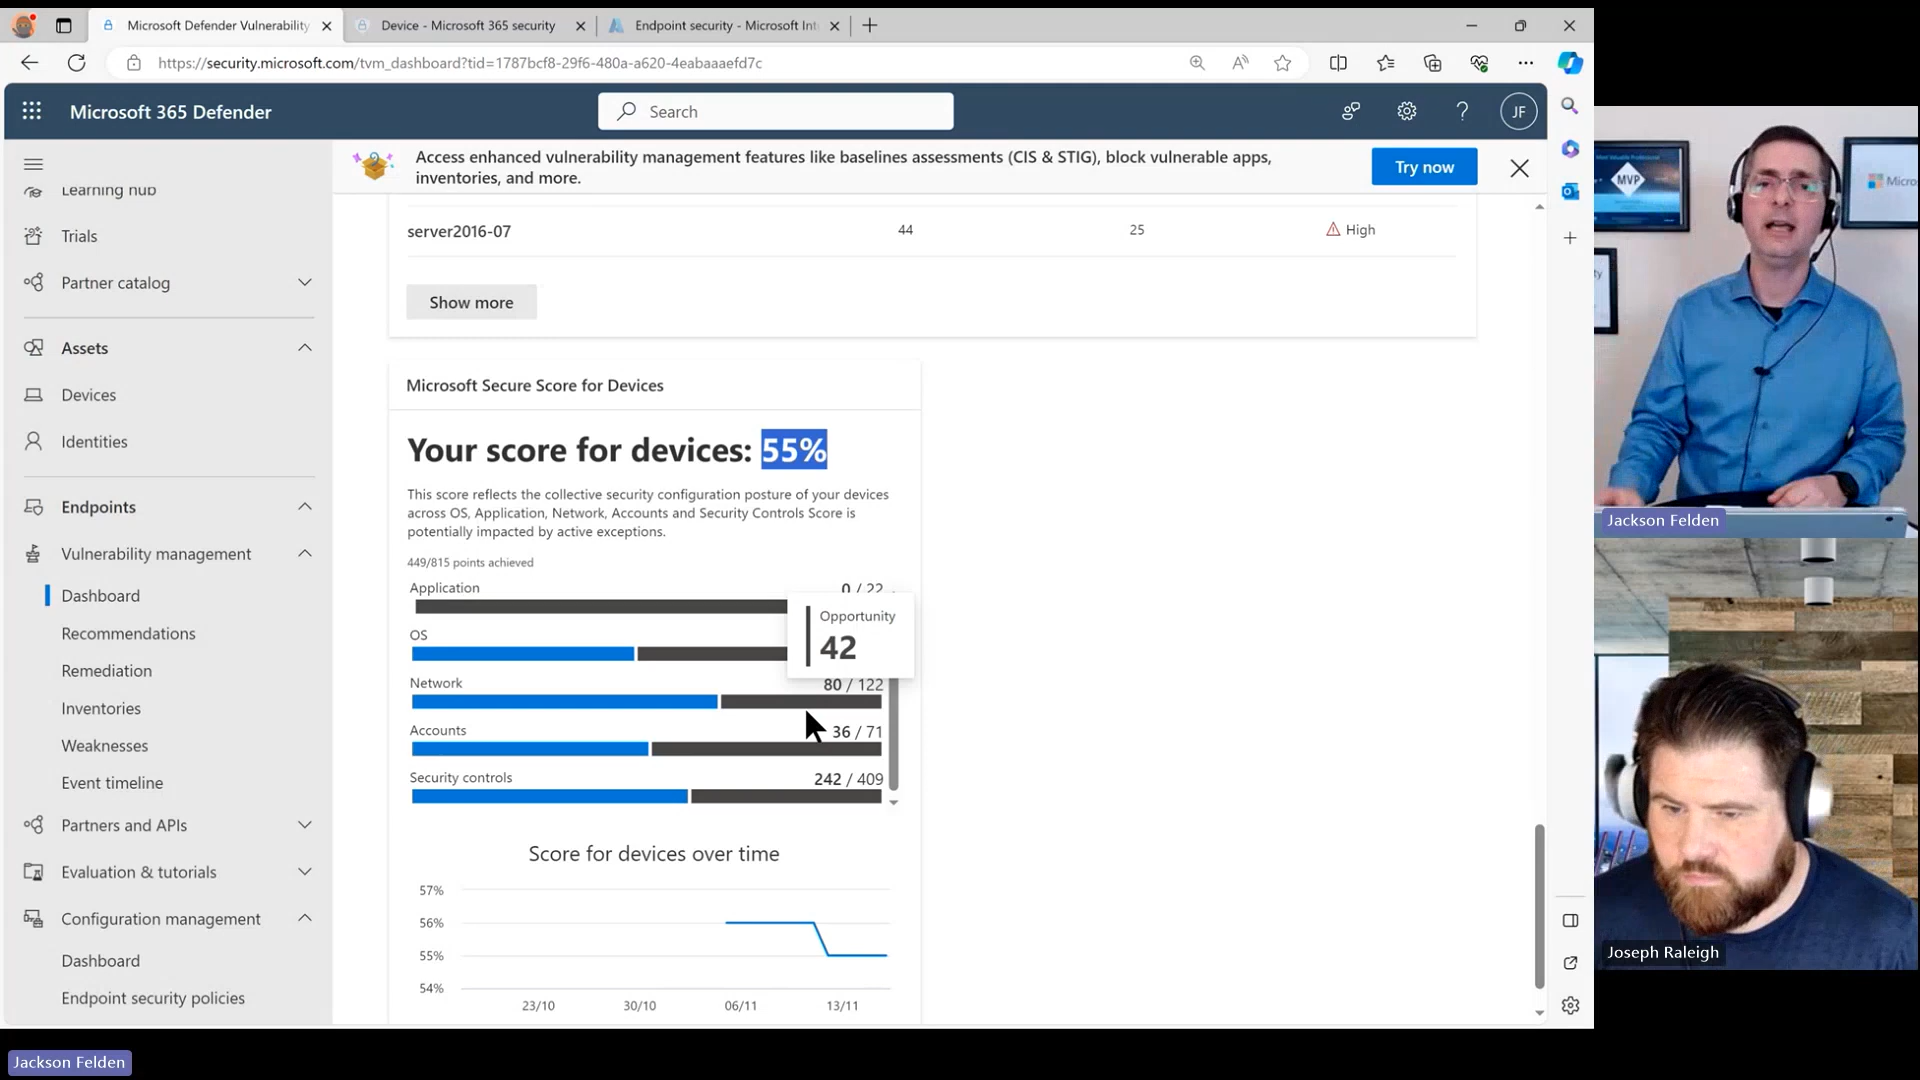 Microsoft Defender Vulnerability
Device - Microsoft 365 security
Endpoint security - Microsoft Int
https://security.microsoft.com/tvm_dashboard?tid=1787bcf8-29f6-480a-a620-4eabaaaefd7c
Microsoft 365 Defender
Search
JF
Access enhanced vulnerability management features like baselines assessments (CIS & STIG), block vulnerable apps,
inventories, and more.
Try now
Learning hub
Trials
Partner catalog
Assets
Devices
Identities
Endpoints
Vulnerability management
Dashboard
Recommendations
Remediation
Inventories
Weaknesses
Event timeline
Partners and APIs
Evaluation & tutorials
Configuration management
Dashboard
Endpoint security policies
server2016-07 44 25 High
Show more
Microsoft Secure Score for Devices
Your score for devices: 55%
This score reflects the collective security configuration posture of your devices
across OS, Application, Network, Accounts and Security Controls Score is
potentially impacted by active exceptions.
449/815 points achieved
Application 0 / 22
OS
Opportunity
42
Network 80 / 122
Accounts 36 / 71
Security controls 242 / 409
Score for devices over time
57%
56%
55%
54%
23/10 30/10 06/11 13/11
MVP
Micro
Jackson Felden
Joseph Raleigh
Jackson Felden